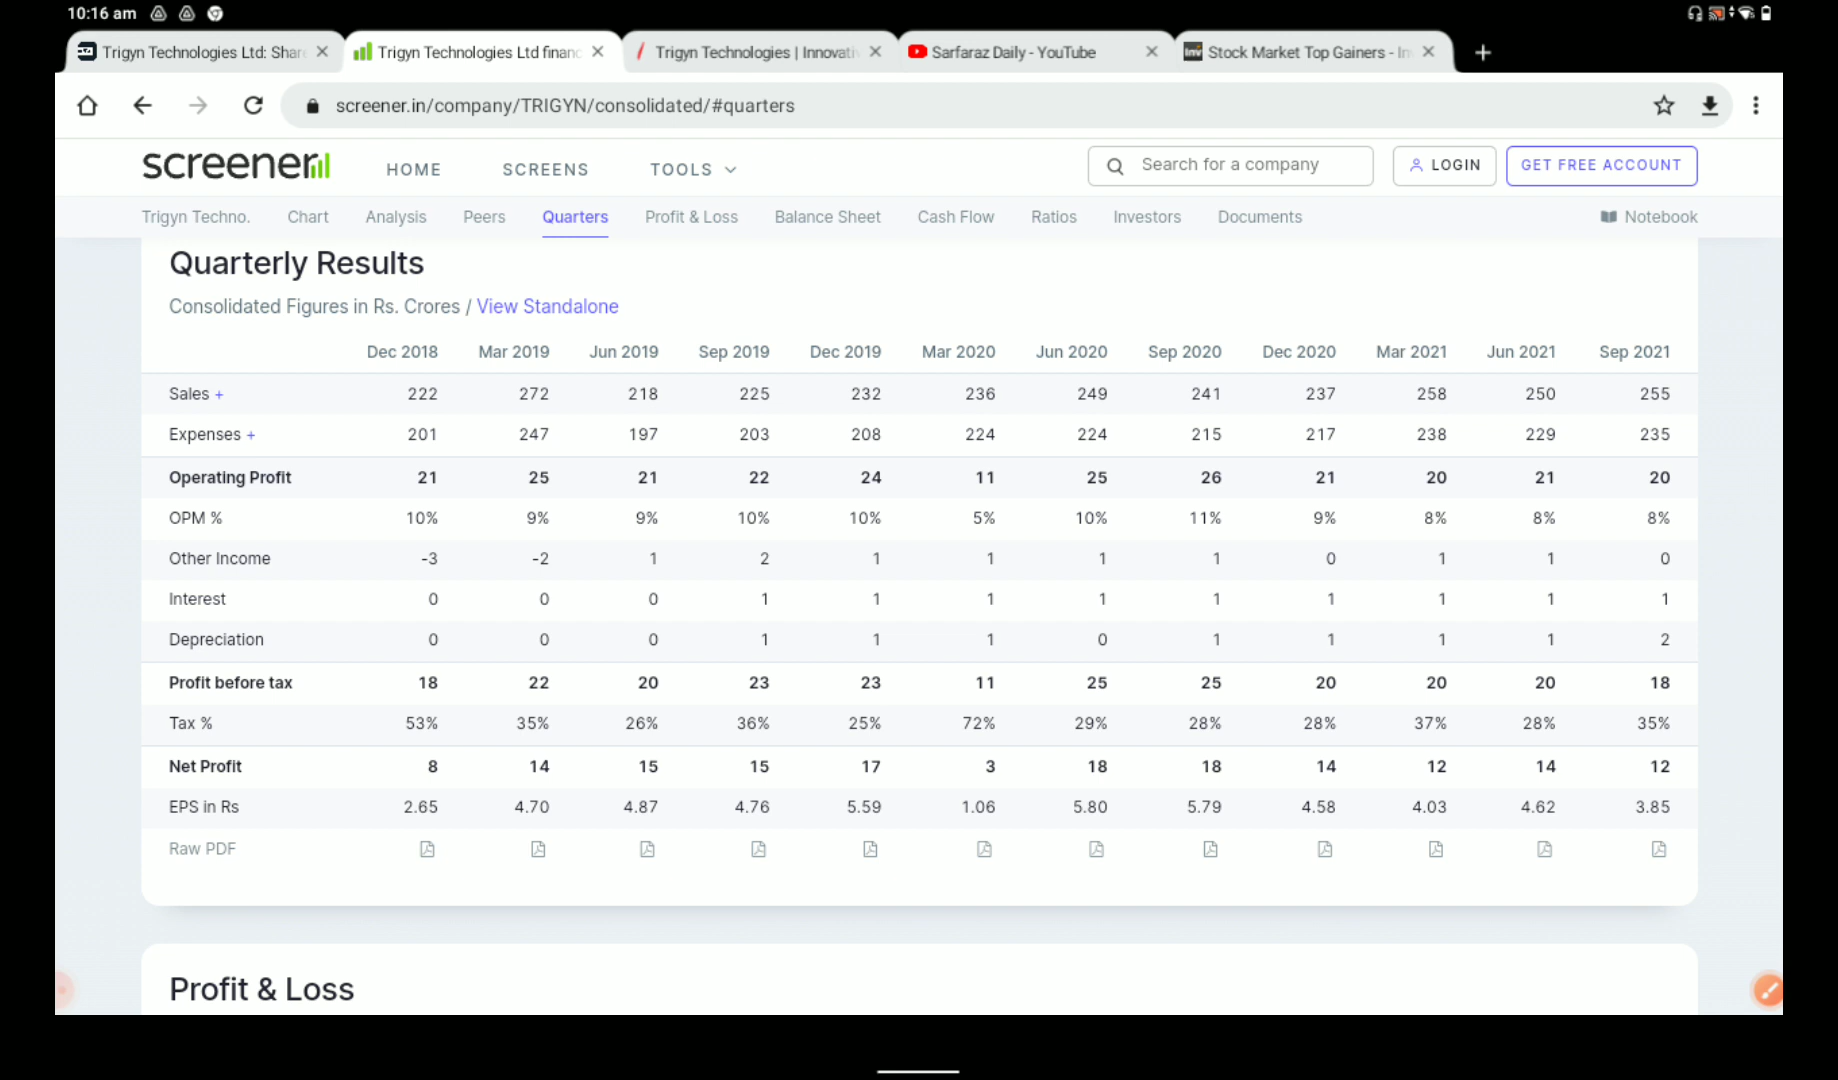 10:16 am
Trigyn Technologies Ltd: Shar
Trigyn Technologies Ltd financ
Trigyn Technologies | Innovativ
Sarfaraz Daily - YouTube
Stock Market Top Gainers - In
screener.in/company/TRIGYN/consolidated/#quarters
screener
HOME SCREENS TOOLS
Search for a company
LOGIN
GET FREE ACCOUNT
Trigyn Techno. Chart Analysis Peers Quarters Profit & Loss Balance Sheet Cash Flow Ratios Investors Documents Notebook
Quarterly Results
Consolidated Figures in Rs. Crores / View Standalone
Dec 2018 Mar 2019 Jun 2019 Sep 2019 Dec 2019 Mar 2020 Jun 2020 Sep 2020 Dec 2020 Mar 2021 Jun 2021 Sep 2021
Sales + 222 272 218 225 232 236 249 241 237 258 250 255
Expenses + 201 247 197 203 208 224 224 215 217 238 229 235
Operating Profit 21 25 21 22 24 11 25 26 21 20 21 20
OPM % 10% 9% 9% 10% 10% 5% 10% 11% 9% 8% 8% 8%
Other Income -3 -2 1 2 1 1 1 1 0 1 1 0
Interest 0 0 0 1 1 1 1 1 1 1 1 1
Depreciation 0 0 0 1 1 1 0 1 1 1 1 2
Profit before tax 18 22 20 23 23 11 25 25 20 20 20 18
Tax % 53% 35% 26% 36% 25% 72% 29% 28% 28% 37% 28% 35%
Net Profit 8 14 15 15 17 3 18 18 14 12 14 12
EPS in Rs 2.65 4.70 4.87 4.76 5.59 1.06 5.80 5.79 4.58 4.03 4.62 3.85
Raw PDF
Profit & Loss